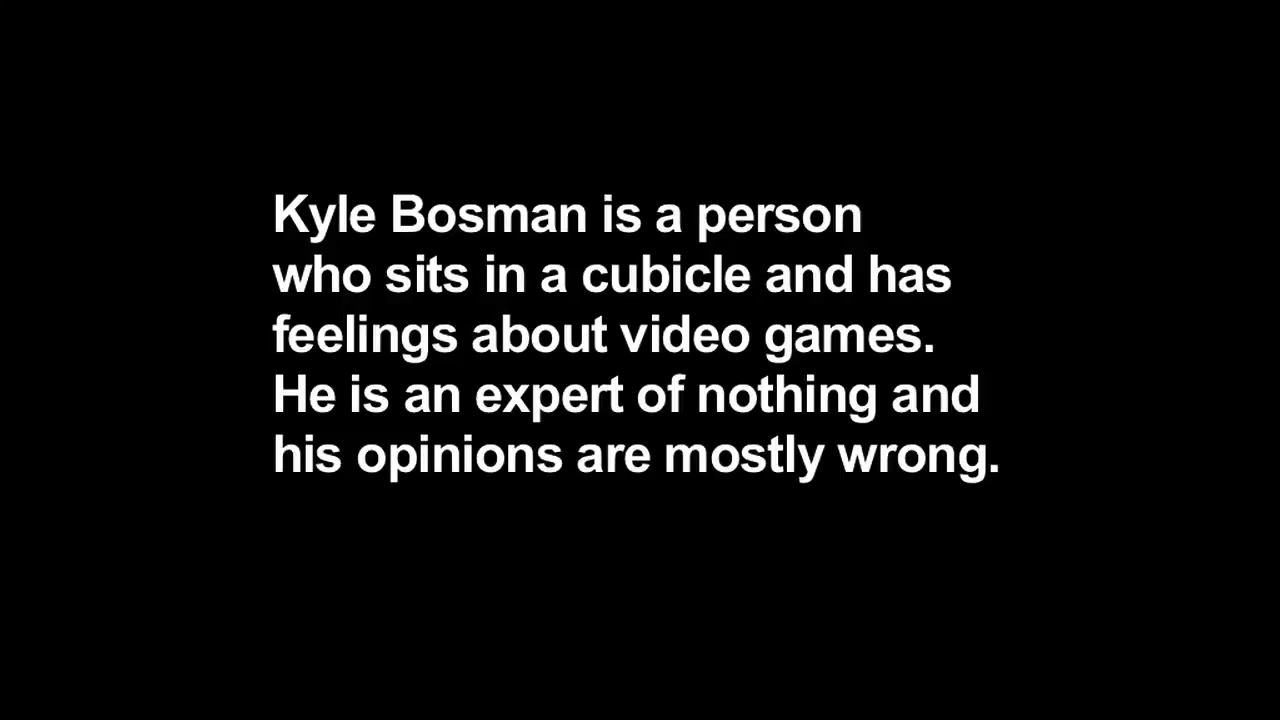 Kyle Bosman is a person
who sits in a cubicle and has
feelings about video games.
He is an expert of nothing and
his opinions are mostly wrong.